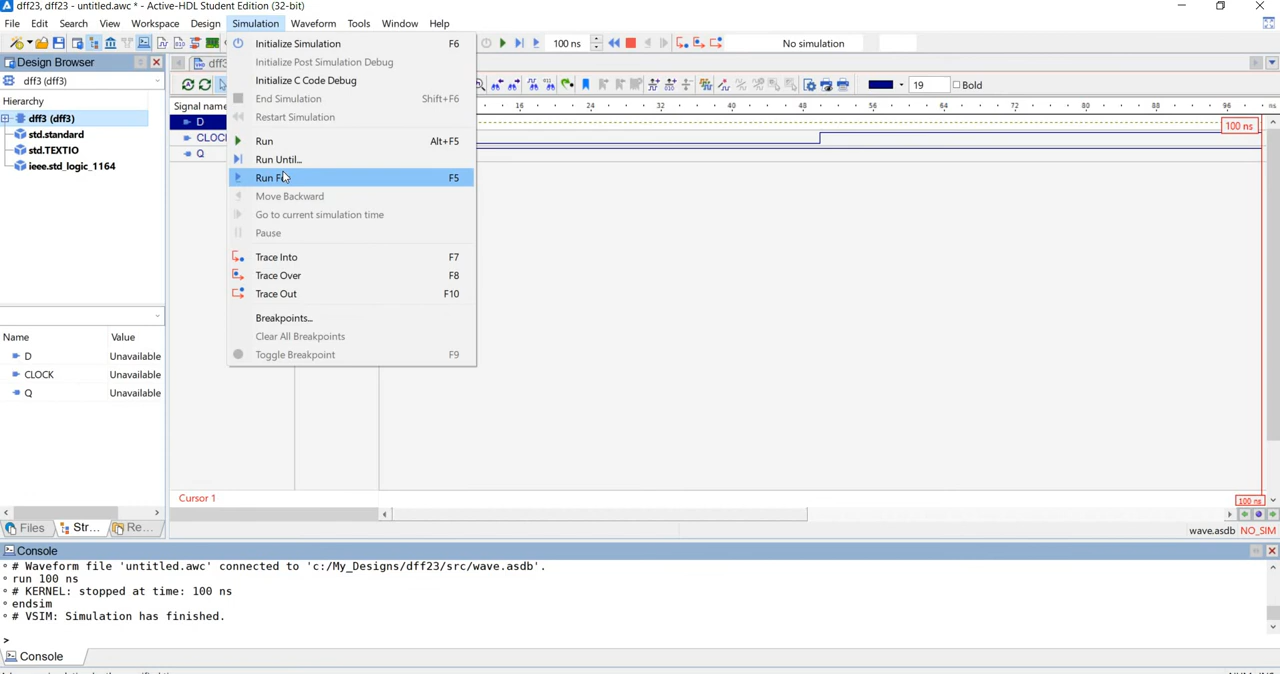 dff23, dff23 - untitled.awc * - Active-HDL Student Edition (32-bit)
File Edit Search View Workspace Design Simulation Waveform Tools Window Help
100 ns No simulation
Design Browser
dff3 (dff3)
Hierarchy
dff3 (dff3)
std.standard
std.TEXTIO
ieee.std_logic_1164
Name Value
D Unavailable
CLOCK Unavailable
Q Unavailable
Files Str... Re...
Initialize Simulation F6
Initialize Post Simulation Debug
Initialize C Code Debug
End Simulation Shift+F6
Restart Simulation
Run Alt+F5
Run Until...
Run F5
Move Backward
Go to current simulation time
Pause
Trace Into F7
Trace Over F8
Trace Out F10
Breakpoints...
Clear All Breakpoints
Toggle Breakpoint F9
19 Bold
Signal name
16 24 32 40 48 56 64 72 80 88 96 ns
D
Q
100 ns
Cursor 1
100 ns
wave.asdb NO_SIM
Console
# Waveform file 'untitled.awc' connected to 'c:/My_Designs/dff23/src/wave.asdb'.
run 100 ns
# KERNEL: stopped at time: 100 ns
endsim
# VSIM: Simulation has finished.
>
Console